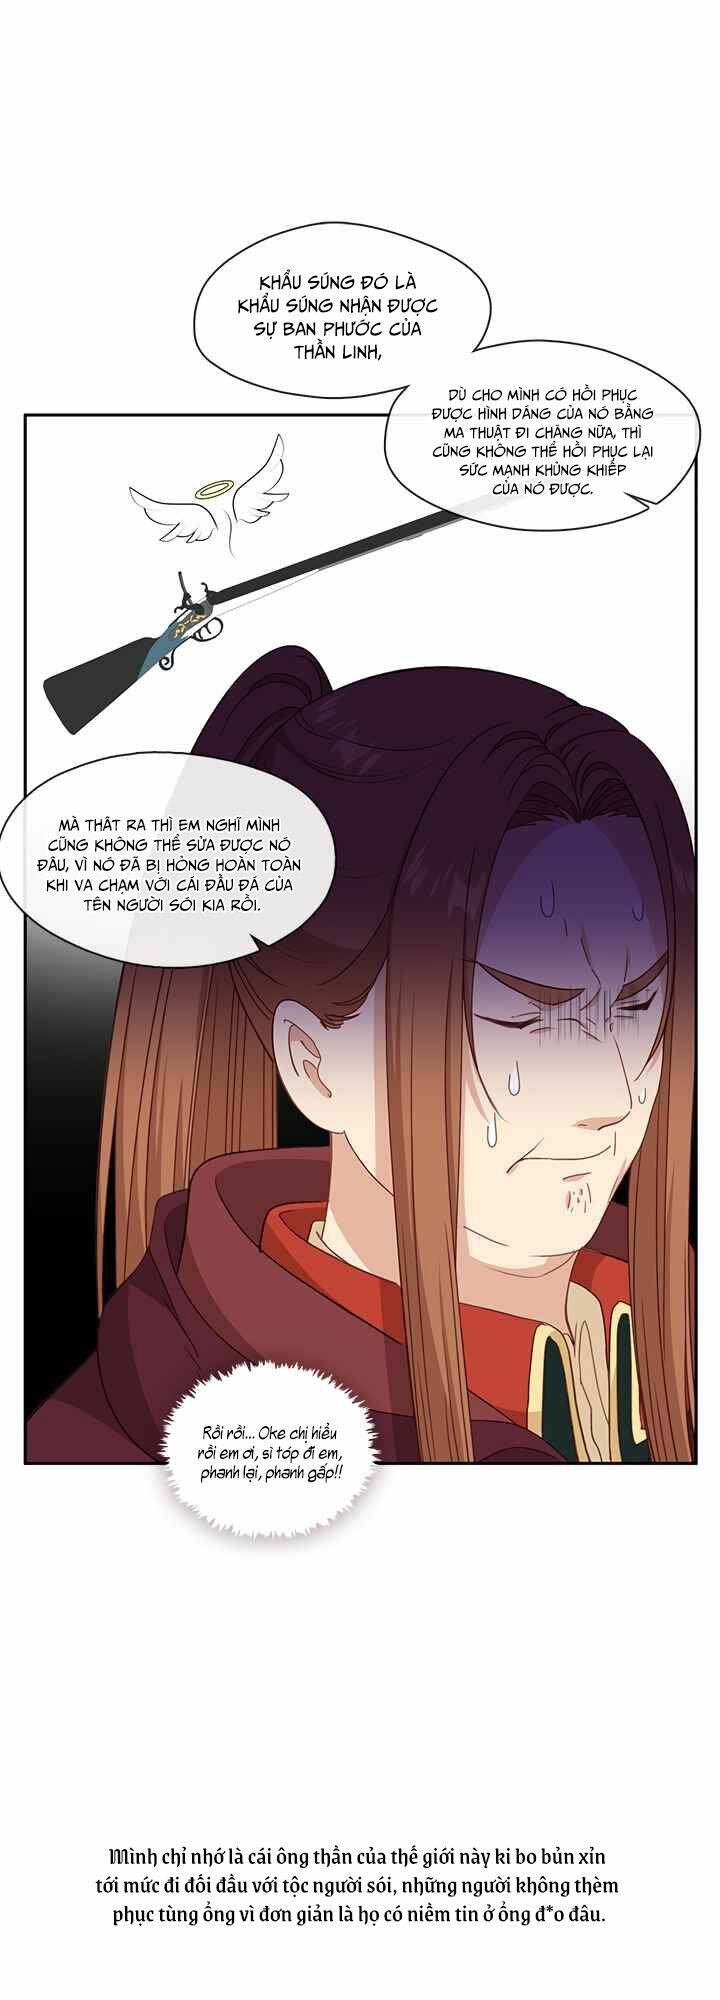 KHẨU SÚNG ĐÓ LÀ
KHẨU SÚNG NHẬN ĐƯỢC
SỰ BAN PHƯỚC CỦA
THẦN LINH,
DÙ CHO MÌNH CÓ HỒI PHỤC
ĐƯỢC HÌNH DÁNG CỦA NÓ BẰNG
MA THUẬT ĐI CHĂNG NỮA, THÌ
CŨNG KHÔNG THỂ HỒI PHỤC LẠI
SỨC MẠNH KHỦNG KHIẾP
CỦA NÓ ĐƯỢC.
MÀ THÂT RA THÌ EM NGHĨ MÌNH
CŨNG KHÔNG THỂ SỬA ĐƯỢC NÓ
ĐÂU, VÌ NÓ ĐÃ BỊ HỎNG HOÀN TOÀN
KHI VA CHẠM VỚI CÁI ĐẦU ĐÁ CỦA
TÊN NGƯỜI SÓI KIA RỒI.
Rồi rồi... Oke chị hiểu
rồi em ơi, sì tóp đi em,
phanh lại, phanh gấp!!
Mình chỉ nhớ là cái ông thần của thế giới này ki bo bủn xỉn
tới mức đi đối đầu với tộc người sói, những người không thèm
phục tùng ổng vì đơn giản là họ có niềm tin ở ổng đ*o đâu.